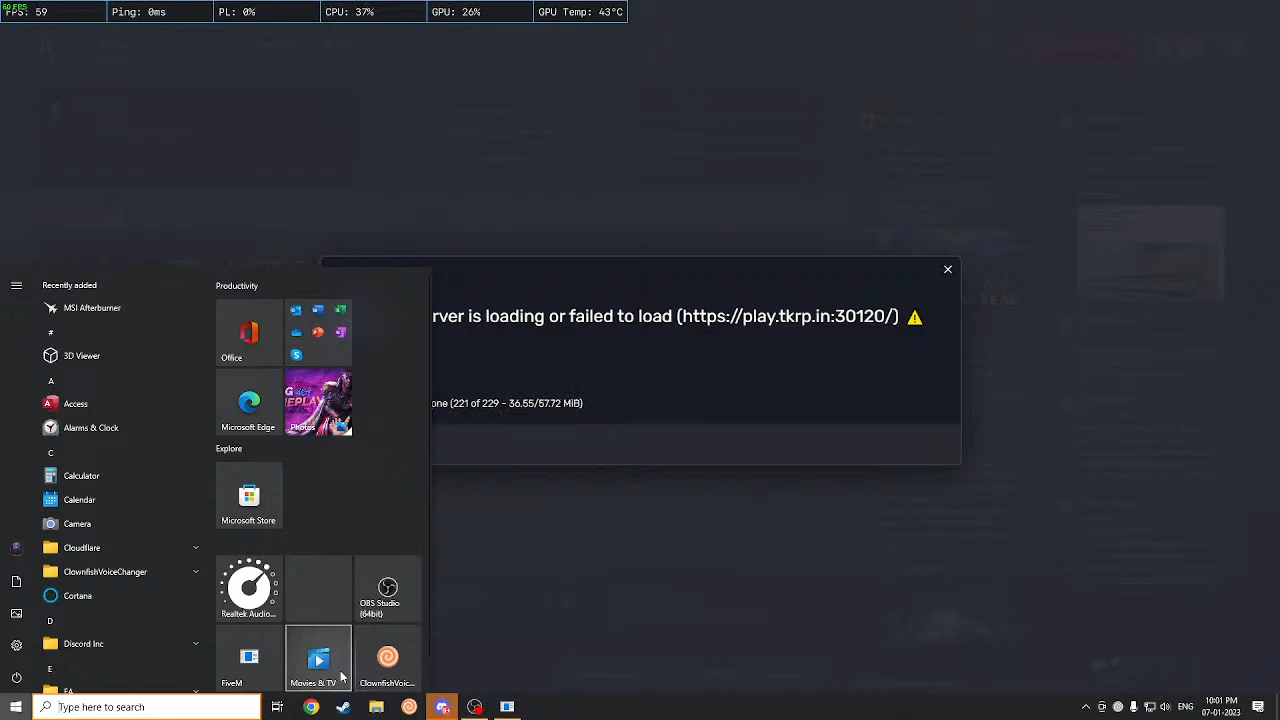 60 FPS
FPS: 59
Ping: 0ms
PL: 0%
CPU: 37%
GPU: 26%
GPU Temp: 43°C
rver is loading or failed to load (https://play.tkrp.in:30120/)
one (221 of 229 - 36.55/57.72 MiB)
Recently added
MSI Afterburner
#
3D Viewer
A
Access
Alarms & Clock
C
Calculator
Calendar
Camera
Cloudflare
ClownfishVoiceChanger
Cortana
D
Discord Inc
E
EA
Productivity
Office
Microsoft Edge
Photos
Explore
Microsoft Store
Realtek Audio...
OBS Studio
(64bit)
FiveM
Movies & TV
ClownfishVoic...
Type here to search
10:01 PM
07-01-2023